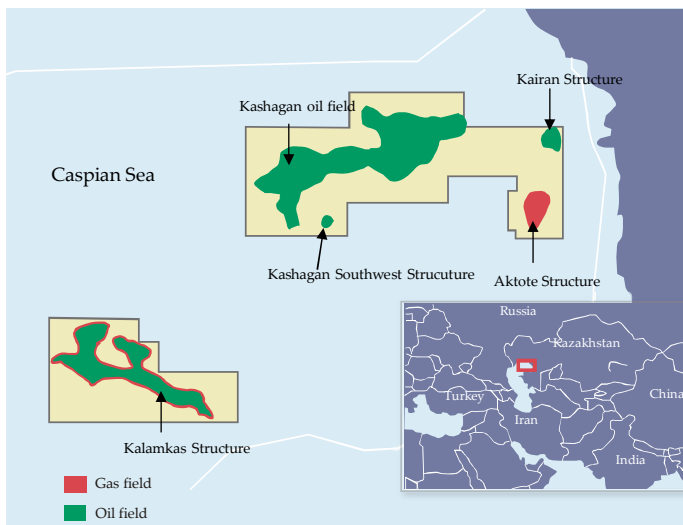 Kairan Structure
Kashagan oil field
Caspian Sea
Kashagan Southwest Strucuture
Aktote Structure
Russia
Kazakhstan
Turkey
China
Iran
India
Kalamkas Structure
Gas field
Oil field